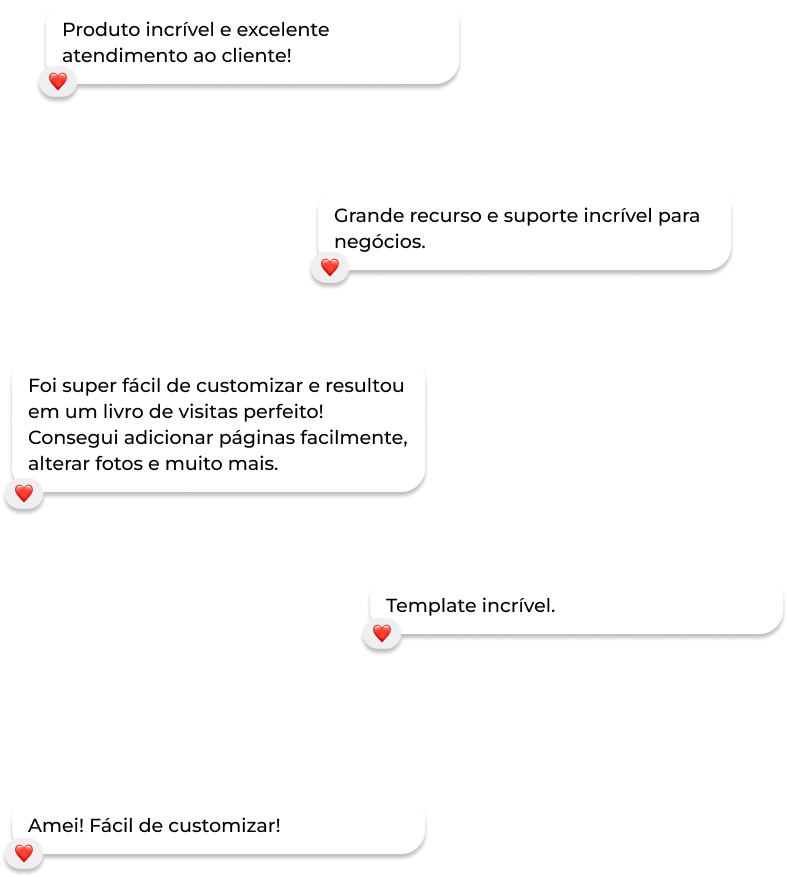 Produto incrível e excelente
atendimento ao cliente!
Grande recurso e suporte incrível para
negócios.
Foi super fácil de customizar e resultou
em um livro de visitas perfeito!
Consegui adicionar páginas facilmente,
alterar fotos e muito mais.
Template incrível.
Amei! Fácil de customizar!